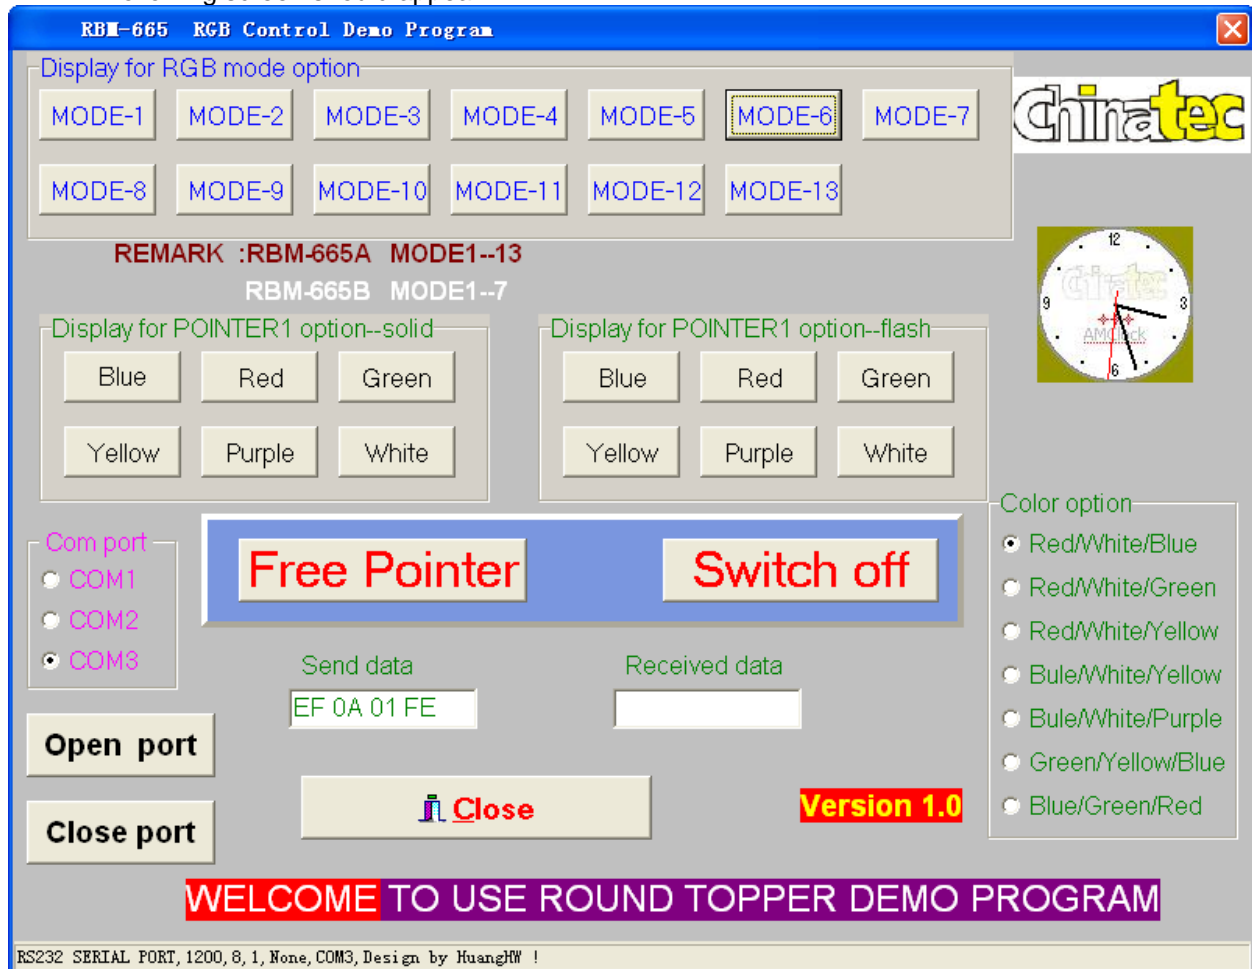 RBM-665 RGB Control Demo Program
Display for RGB mode option
MODE-1 MODE-2 MODE-3 MODE-4 MODE-5 MODE-6 MODE-7
MODE-8 MODE-9 MODE-10 MODE-11 MODE-12 MODE-13
Chinatec
REMARK :RBM-665A MODE1--13
RBM-665B MODE1--7
12
3
6
9
Chinatec
AMClock
Display for POINTER1 option--solid
Blue Red Green
Yellow Purple White
Display for POINTER1 option--flash
Blue Red Green
Yellow Purple White
Com port
COM1
COM2
COM3
Free Pointer
Switch off
Color option
Red/White/Blue
Red/White/Green
Red/White/Yellow
Bule/White/Yellow
Bule/White/Purple
Green/Yellow/Blue
Blue/Green/Red
Send data
EF 0A 01 FE
Received data
Open port
Close port
Close
Version 1.0
WELCOME TO USE ROUND TOPPER DEMO PROGRAM
RS232 SERIAL PORT,1200,8,1,None,COM3,Design by HuangHW !